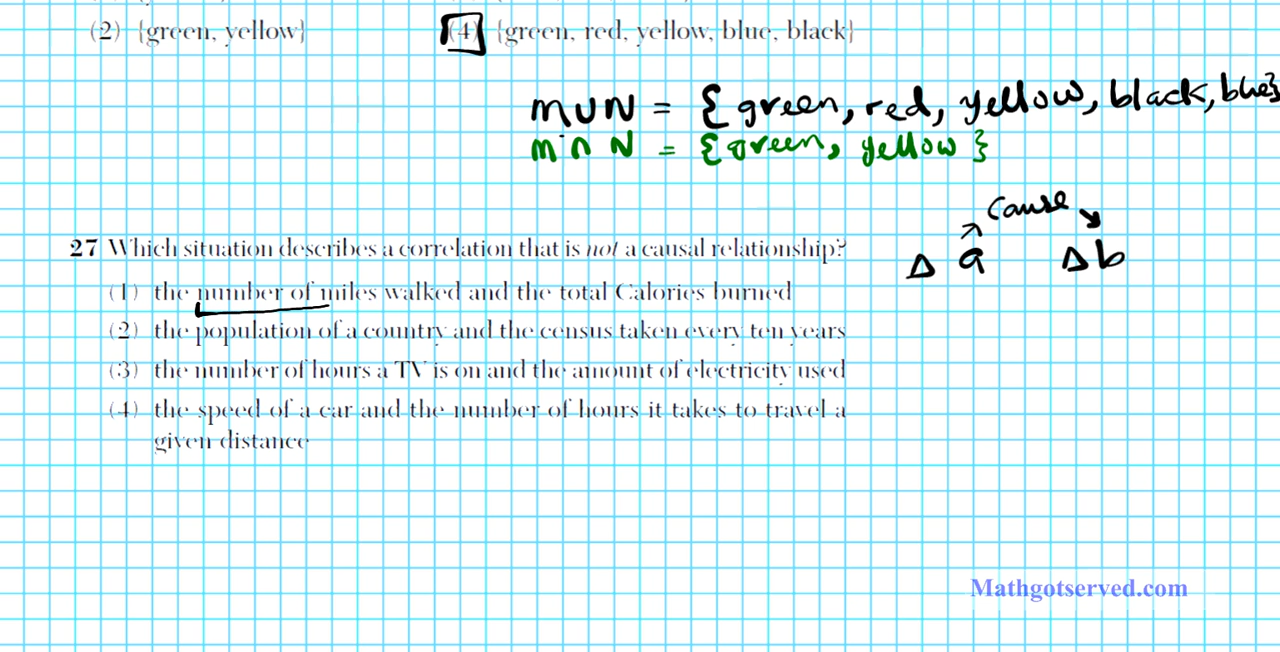 (2) {green, yellow}
(4) {green, red, yellow, blue, black}
m∪N = {green, red, yellow, black, blue}
m∩N = {green, yellow}
cause
Δ a Δ b
27 Which situation describes a correlation that is not a causal relationship?
(1) the number of miles walked and the total Calories burned
(2) the population of a country and the census taken every ten years
(3) the number of hours a TV is on and the amount of electricity used
(4) the speed of a car and the number of hours it takes to travel a
given distance
Mathgotserved.com